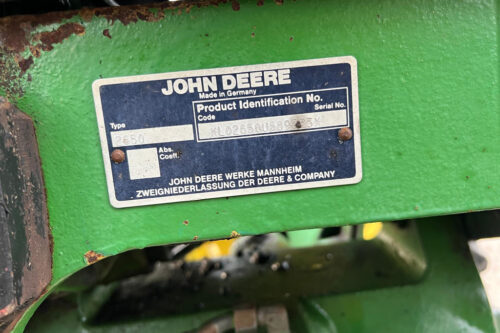 JOHN DEERE
Made in Germany
Product Identification No.
Code
Serial No.
Type
2650
Abs.
Coeff.
JOHN DEERE WERKE MANNHEIM
ZWEIGNIEDERLASSUNG DER DEERE & COMPANY